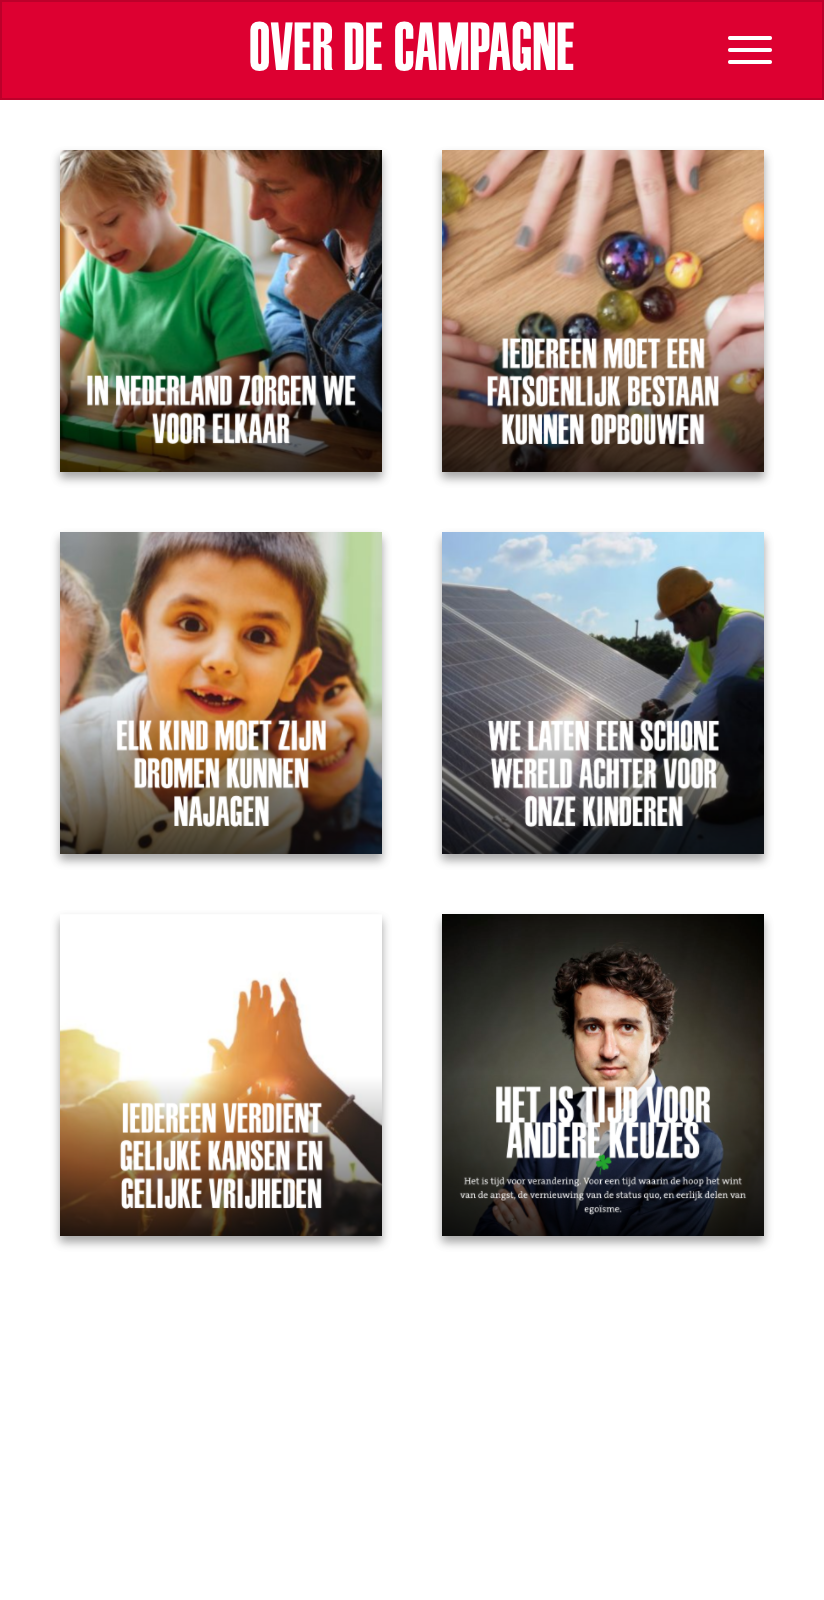 OVER DE CAMPAGNE
IN NEDERLAND ZORGEN WE
VOOR ELKAAR
IEDEREEN MOET EEN
FATSOENLIJK BESTAAN
KUNNEN OPBOUWEN
ELK KIND MOET ZIJN
DROMEN KUNNEN
NAJAGEN
WE LATEN EEN SCHONE
WERELD ACHTER VOOR
ONZE KINDEREN
IEDEREEN VERDIENT
GELIJKE KANSEN EN
GELIJKE VRIJHEDEN
HET IS TIJD VOOR
ANDERE KEUZES
Het is tijd voor verandering. Voor een tijd waarin de hoop het wint
van de angst, de vernieuwing van de status quo, en eerlijk delen van
egoïsme.